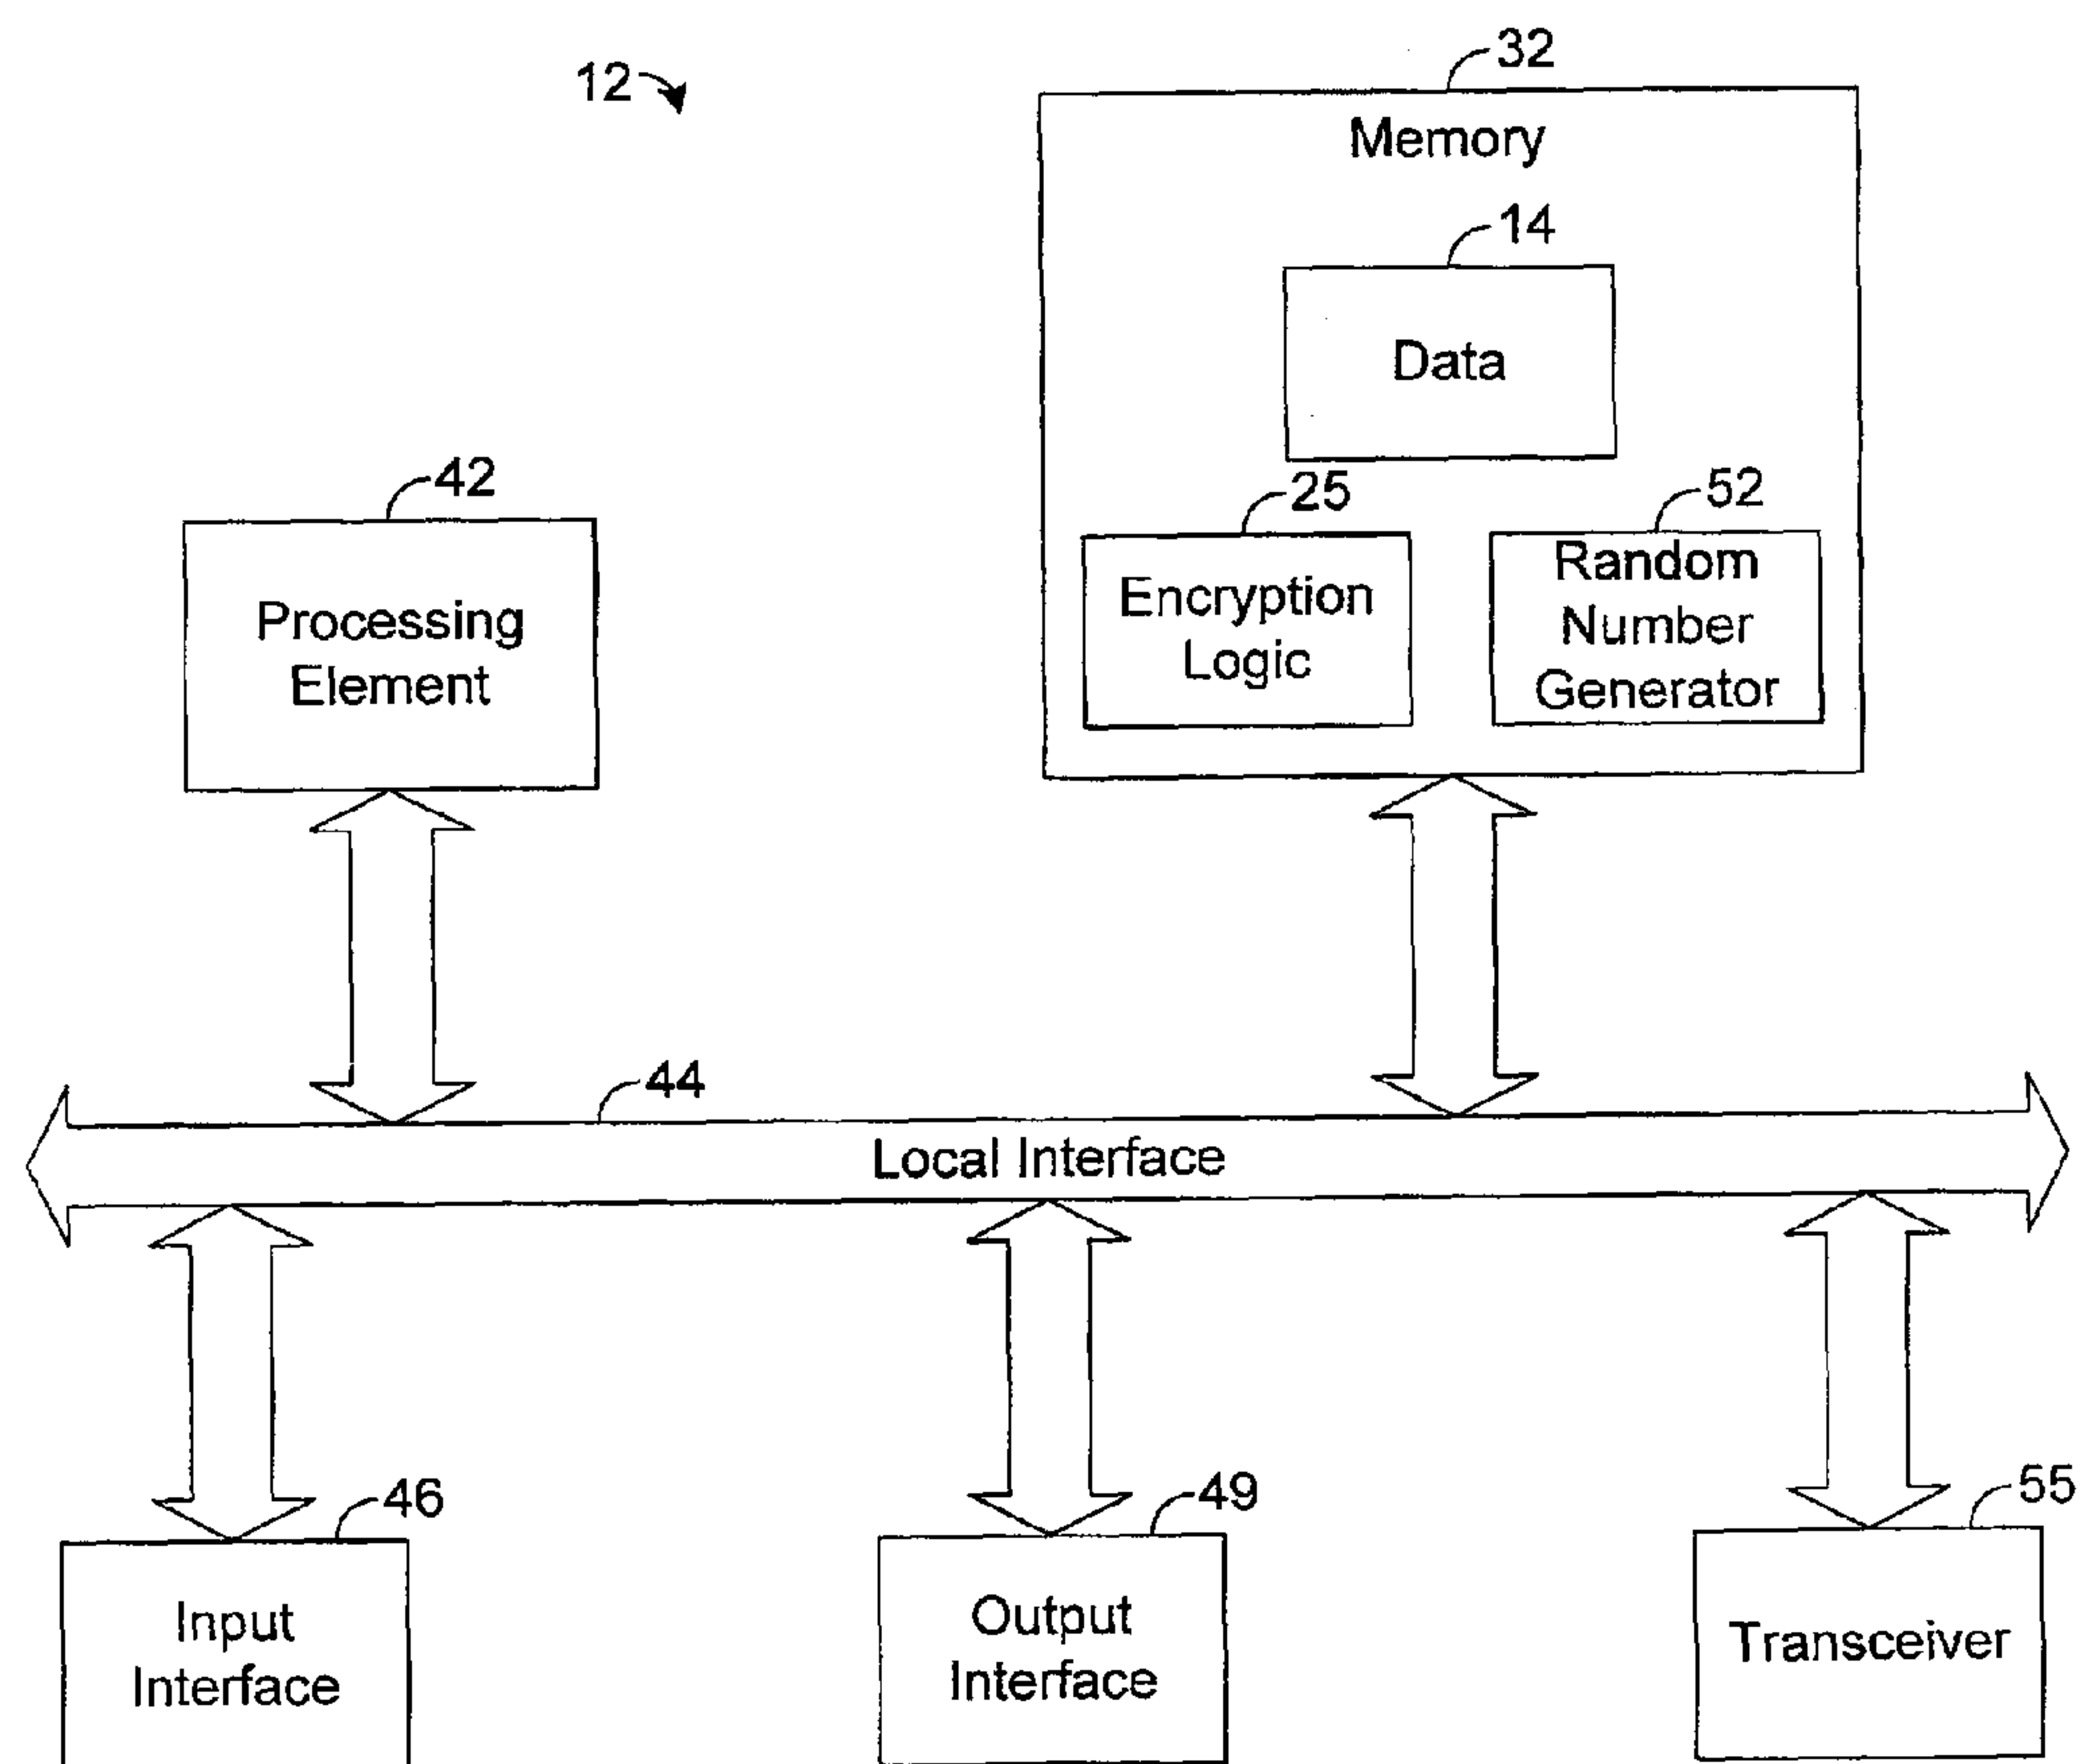 12
32
Memory
14
Data
42
25
52
Processing
Element
Encryption
Logic
Random
Number
Generator
44
Local Interface
46
49
55
Input
Interface
Output
Interface
Transceiver